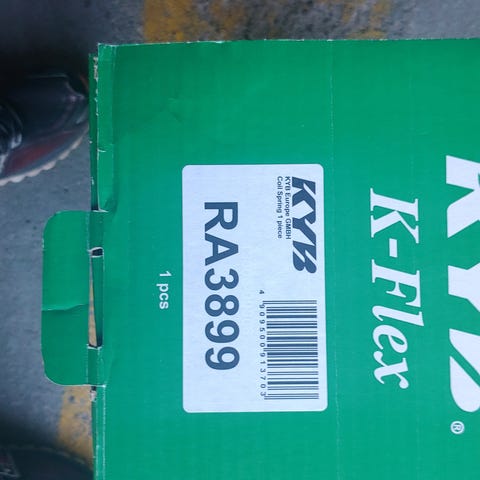 KYB®
K-Flex
KYB
KYB Europe GMBH
Coil Spring 1 piece
4 909500 913703
RA3899
1 pcs